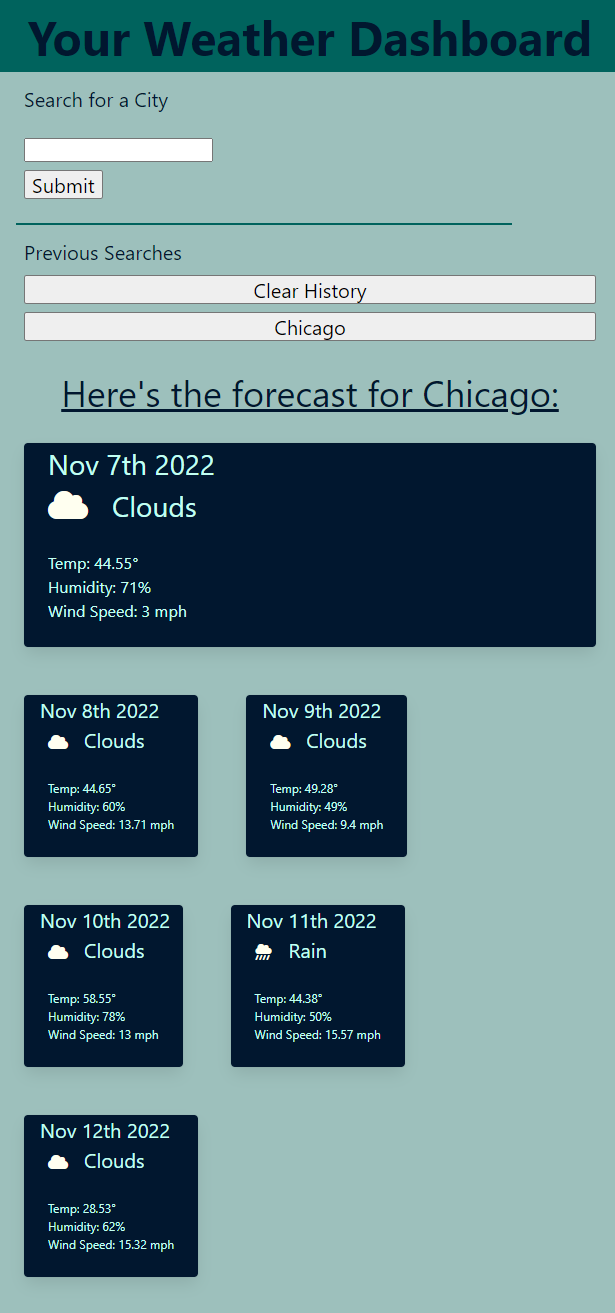 Your Weather Dashboard
Search for a City
Submit
Previous Searches
Clear History
Chicago
Here's the forecast for Chicago:
Nov 7th 2022
Clouds
Temp: 44.55°
Humidity: 71%
Wind Speed: 3 mph
Nov 8th 2022
Clouds
Temp: 44.65°
Humidity: 60%
Wind Speed: 13.71 mph
Nov 9th 2022
Clouds
Temp: 49.28°
Humidity: 49%
Wind Speed: 9.4 mph
Nov 10th 2022
Clouds
Temp: 58.55°
Humidity: 78%
Wind Speed: 13 mph
Nov 11th 2022
Rain
Temp: 44.38°
Humidity: 50%
Wind Speed: 15.57 mph
Nov 12th 2022
Clouds
Temp: 28.53°
Humidity: 62%
Wind Speed: 15.32 mph